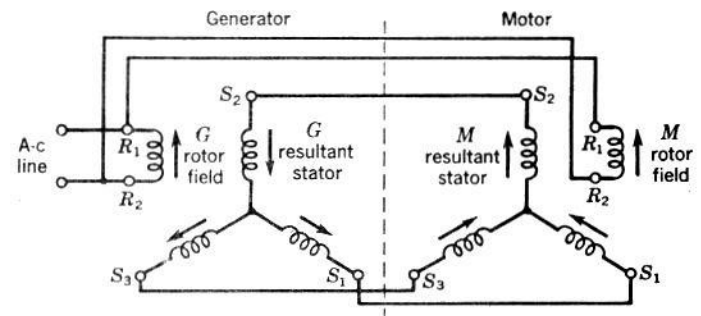 Generator
Motor
S2
S2
A-c
line
R1
R2
G
rotor
field
G
resultant
stator
M
resultant
stator
R1
R2
M
rotor
field
S3
S1
S3
S1